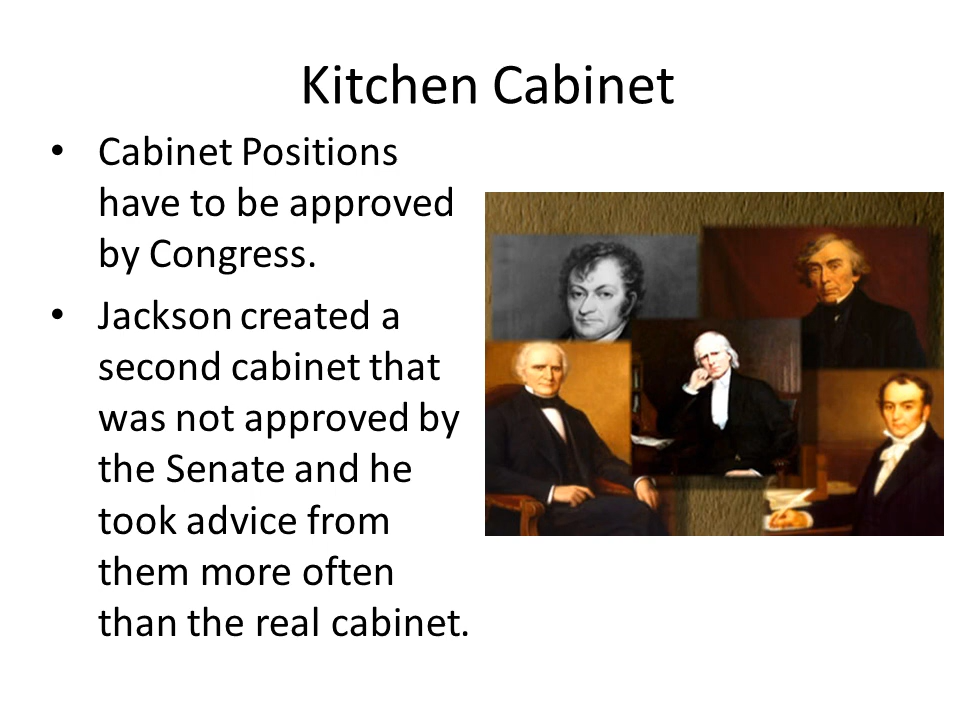 Kitchen Cabinet
• Cabinet Positions
have to be approved
by Congress.
• Jackson created a
second cabinet that
was not approved by
the Senate and he
took advice from
them more often
than the real cabinet.